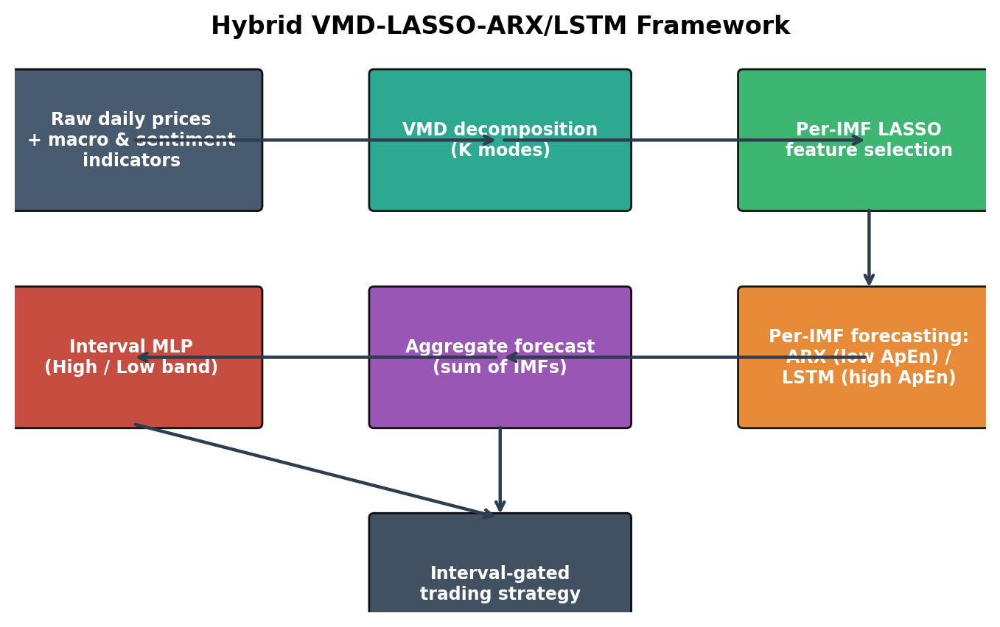 Hybrid VMD-LASSO-ARX/LSTM Framework
Raw daily prices
+ macro & sentiment
indicators
VMD decomposition
(K modes)
Per-IMF LASSO
feature selection
Interval MLP
(High / Low band)
Aggregate forecast
(sum of IMFs)
Per-IMF forecasting:
ARX (low ApEn) /
LSTM (high ApEn)
Interval-gated
trading strategy